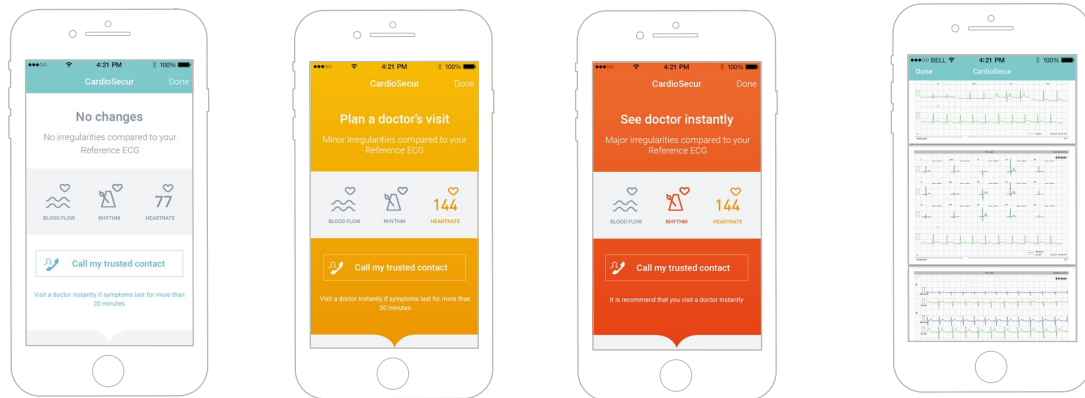 4:21 PM 100%
CardioSecur Done
No changes
No irregularities compared to your
Reference ECG
77
BLOOD FLOW RHYTHM HEARTRATE
Call my trusted contact
Visit a doctor instantly if symptoms last for more than
20 minutes
4:21 PM 100%
CardioSecur Done
Plan a doctor's visit
Minor irregularities compared to your
Reference ECG
144
BLOOD FLOW RHYTHM HEARTRATE
Call my trusted contact
Visit a doctor instantly if symptoms last for more than
20 minutes
4:21 PM 100%
CardioSecur Done
See doctor instantly
Major irregularities compared to your
Reference ECG
144
BLOOD FLOW RHYTHM HEARTRATE
Call my trusted contact
It is recommend that you visit a doctor instantly
BELL 4:21 PM 100%
Done CardioSecur